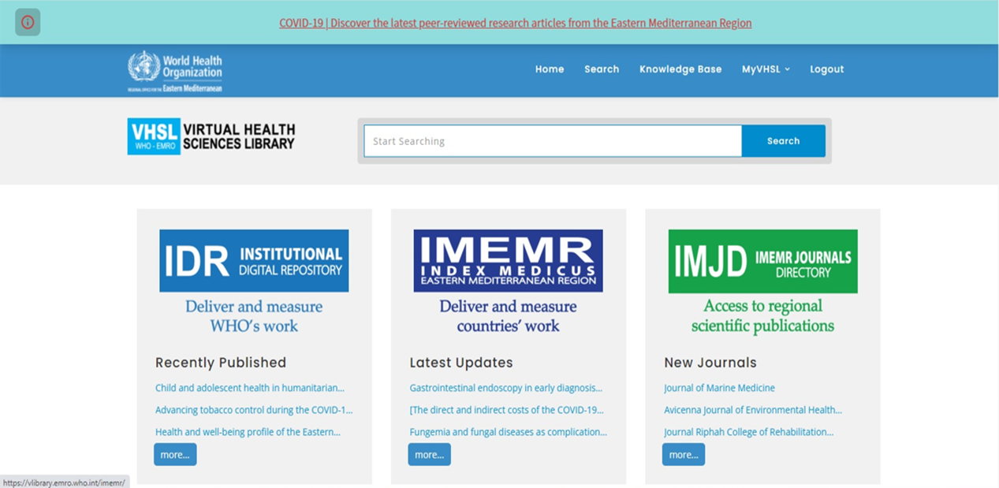 COVID-19 | Discover the latest peer-reviewed research articles from the Eastern Mediterranean Region
World Health
Organization
REGIONAL OFFICE FOR THE Eastern Mediterranean
Home Search Knowledge Base MyVHSL Logout
VHSL
WHO - EMRO
VIRTUAL HEALTH
SCIENCES LIBRARY
Start Searching
Search
IDR
INSTITUTIONAL
DIGITAL REPOSITORY
Deliver and measure
WHO's work
Recently Published
Child and adolescent health in humanitarian...
Advancing tobacco control during the COVID-1...
Health and well-being profile of the Eastern...
more...
IMEMR
INDEX MEDICUS
EASTERN MEDITERRANEAN REGION
Deliver and measure
countries' work
Latest Updates
Gastrointestinal endoscopy in early diagnosis...
[The direct and indirect costs of the COVID-19...
Fungemia and fungal diseases as complication...
more...
IMJD
IMEMR JOURNALS
DIRECTORY
Access to regional
scientific publications
New Journals
Journal of Marine Medicine
Avicenna Journal of Environmental Health...
Journal Riphah College of Rehabilitation...
more...
https://vlibrary.emro.who.int/imemr/